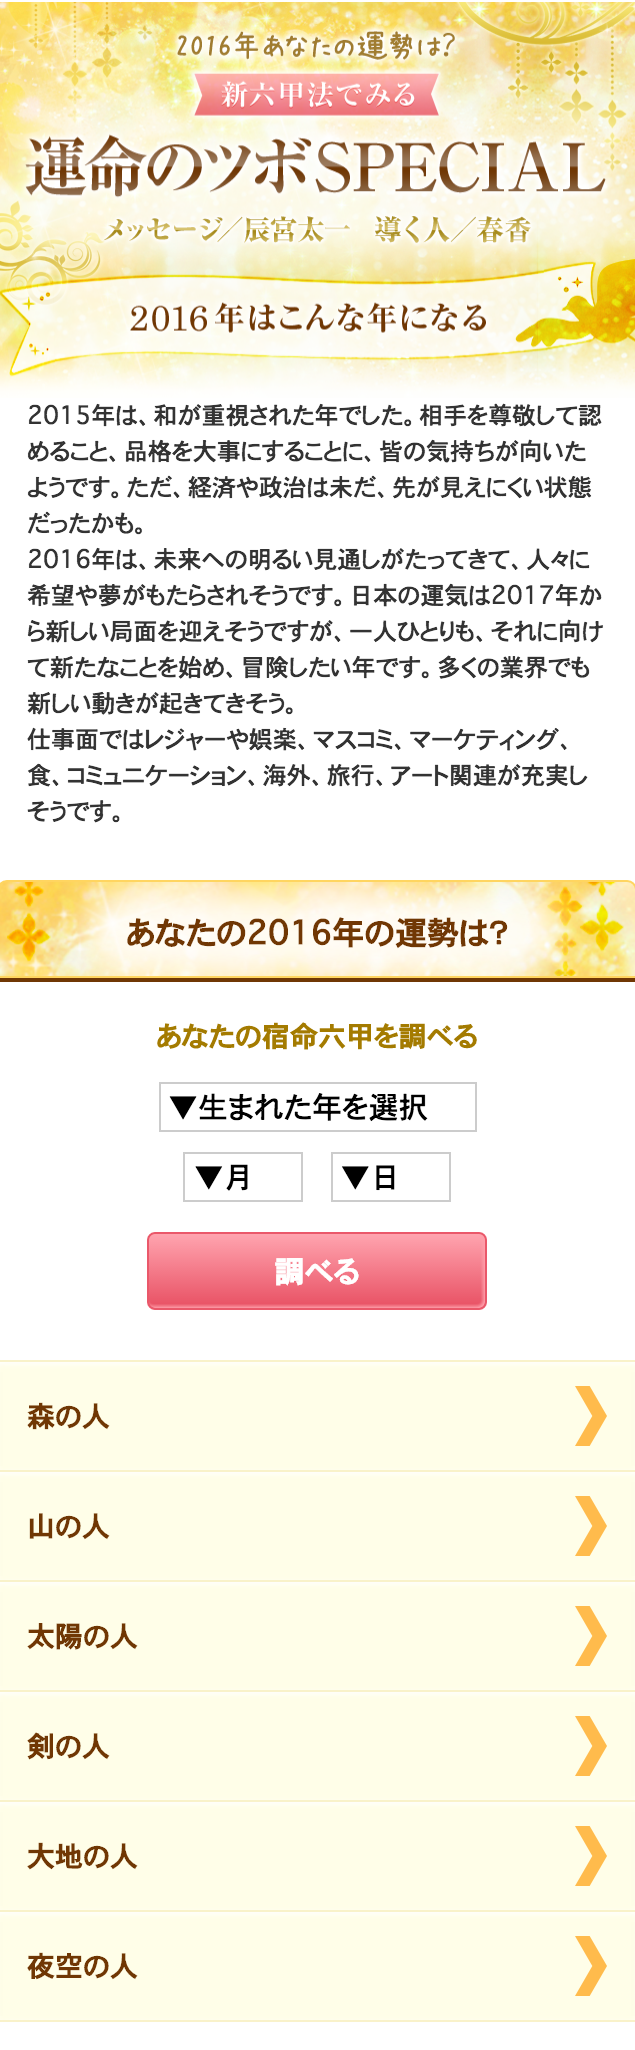 2016年あなたの運勢は?
新六甲法でみる
運命のツボSPECIAL
メッセージ／辰宮太一　導く人／春香
2016年はこんな年になる
2015年は、和が重視された年でした。相手を尊敬して認
めること、品格を大事にすることに、皆の気持ちが向いた
ようです。ただ、経済や政治は未だ、先が見えにくい状態
だったかも。
2016年は、未来への明るい見通しがたってきて、人々に
希望や夢がもたらされそうです。日本の運気は2017年か
ら新しい局面を迎えそうですが、一人ひとりも、それに向け
て新たなことを始め、冒険したい年です。多くの業界でも
新しい動きが起きてきそう。
仕事面ではレジャーや娯楽、マスコミ、マーケティング、
食、コミュニケーション、海外、旅行、アート関連が充実し
そうです。
あなたの2016年の運勢は?
あなたの宿命六甲を調べる
▼生まれた年を選択
▼月 ▼日
調べる
森の人
山の人
太陽の人
剣の人
大地の人
夜空の人